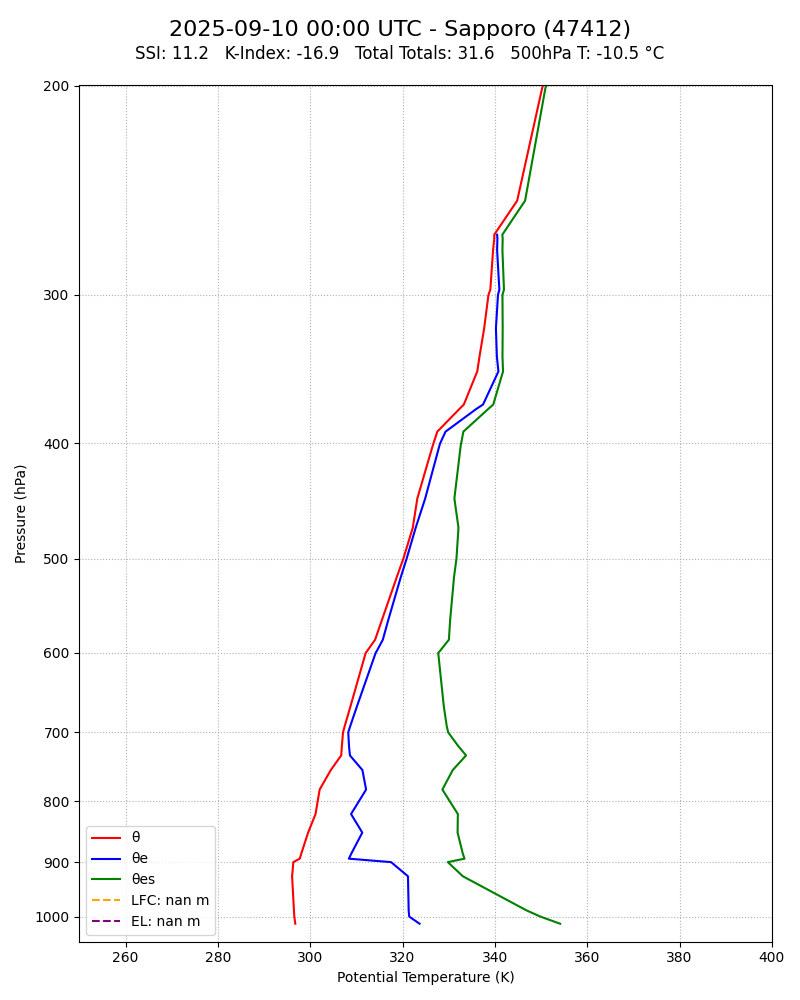 2025-09-10 00:00 UTC - Sapporo (47412)
SSI: 11.2   K-Index: -16.9   Total Totals: 31.6   500hPa T: -10.5 °C
200
300
400
500
600
700
800
900
1000
Pressure (hPa)
θ
θe
θes
LFC: nan m
EL: nan m
260 280 300 320 340 360 380 400
Potential Temperature (K)